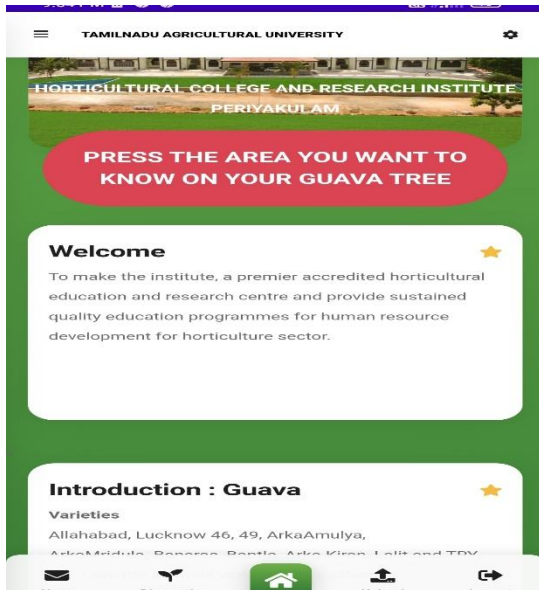 TAMILNADU AGRICULTURAL UNIVERSITY
HORTICULTURAL COLLEGE AND RESEARCH INSTITUTE
PERIYAKULAM
PRESS THE AREA YOU WANT TO
KNOW ON YOUR GUAVA TREE
Welcome
To make the institute, a premier accredited horticultural
education and research centre and provide sustained
quality education programmes for human resource
development for horticulture sector.
Introduction : Guava
Varieties
Allahabad, Lucknow 46, 49, ArkaAmulya,